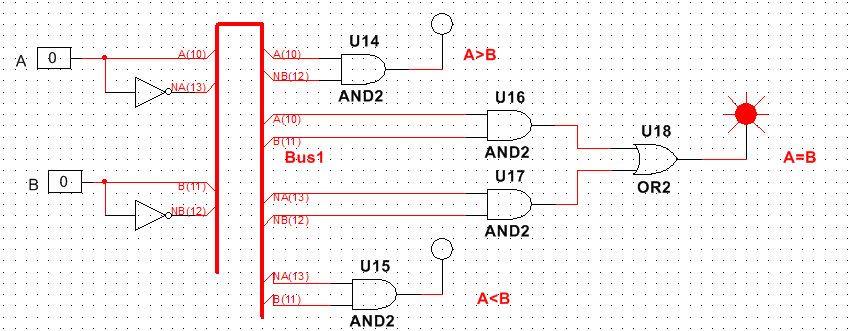 U14
A 0 A(10) A(10) A>B
NA(13) NB(12)
AND2
U16
A(10)
B(11) U18
Bus1 AND2 A=B
B 0 B(11) U17 OR2
NA(13)
NB(12) NB(12)
AND2
U15
NA(13)
B(11) A<B
AND2